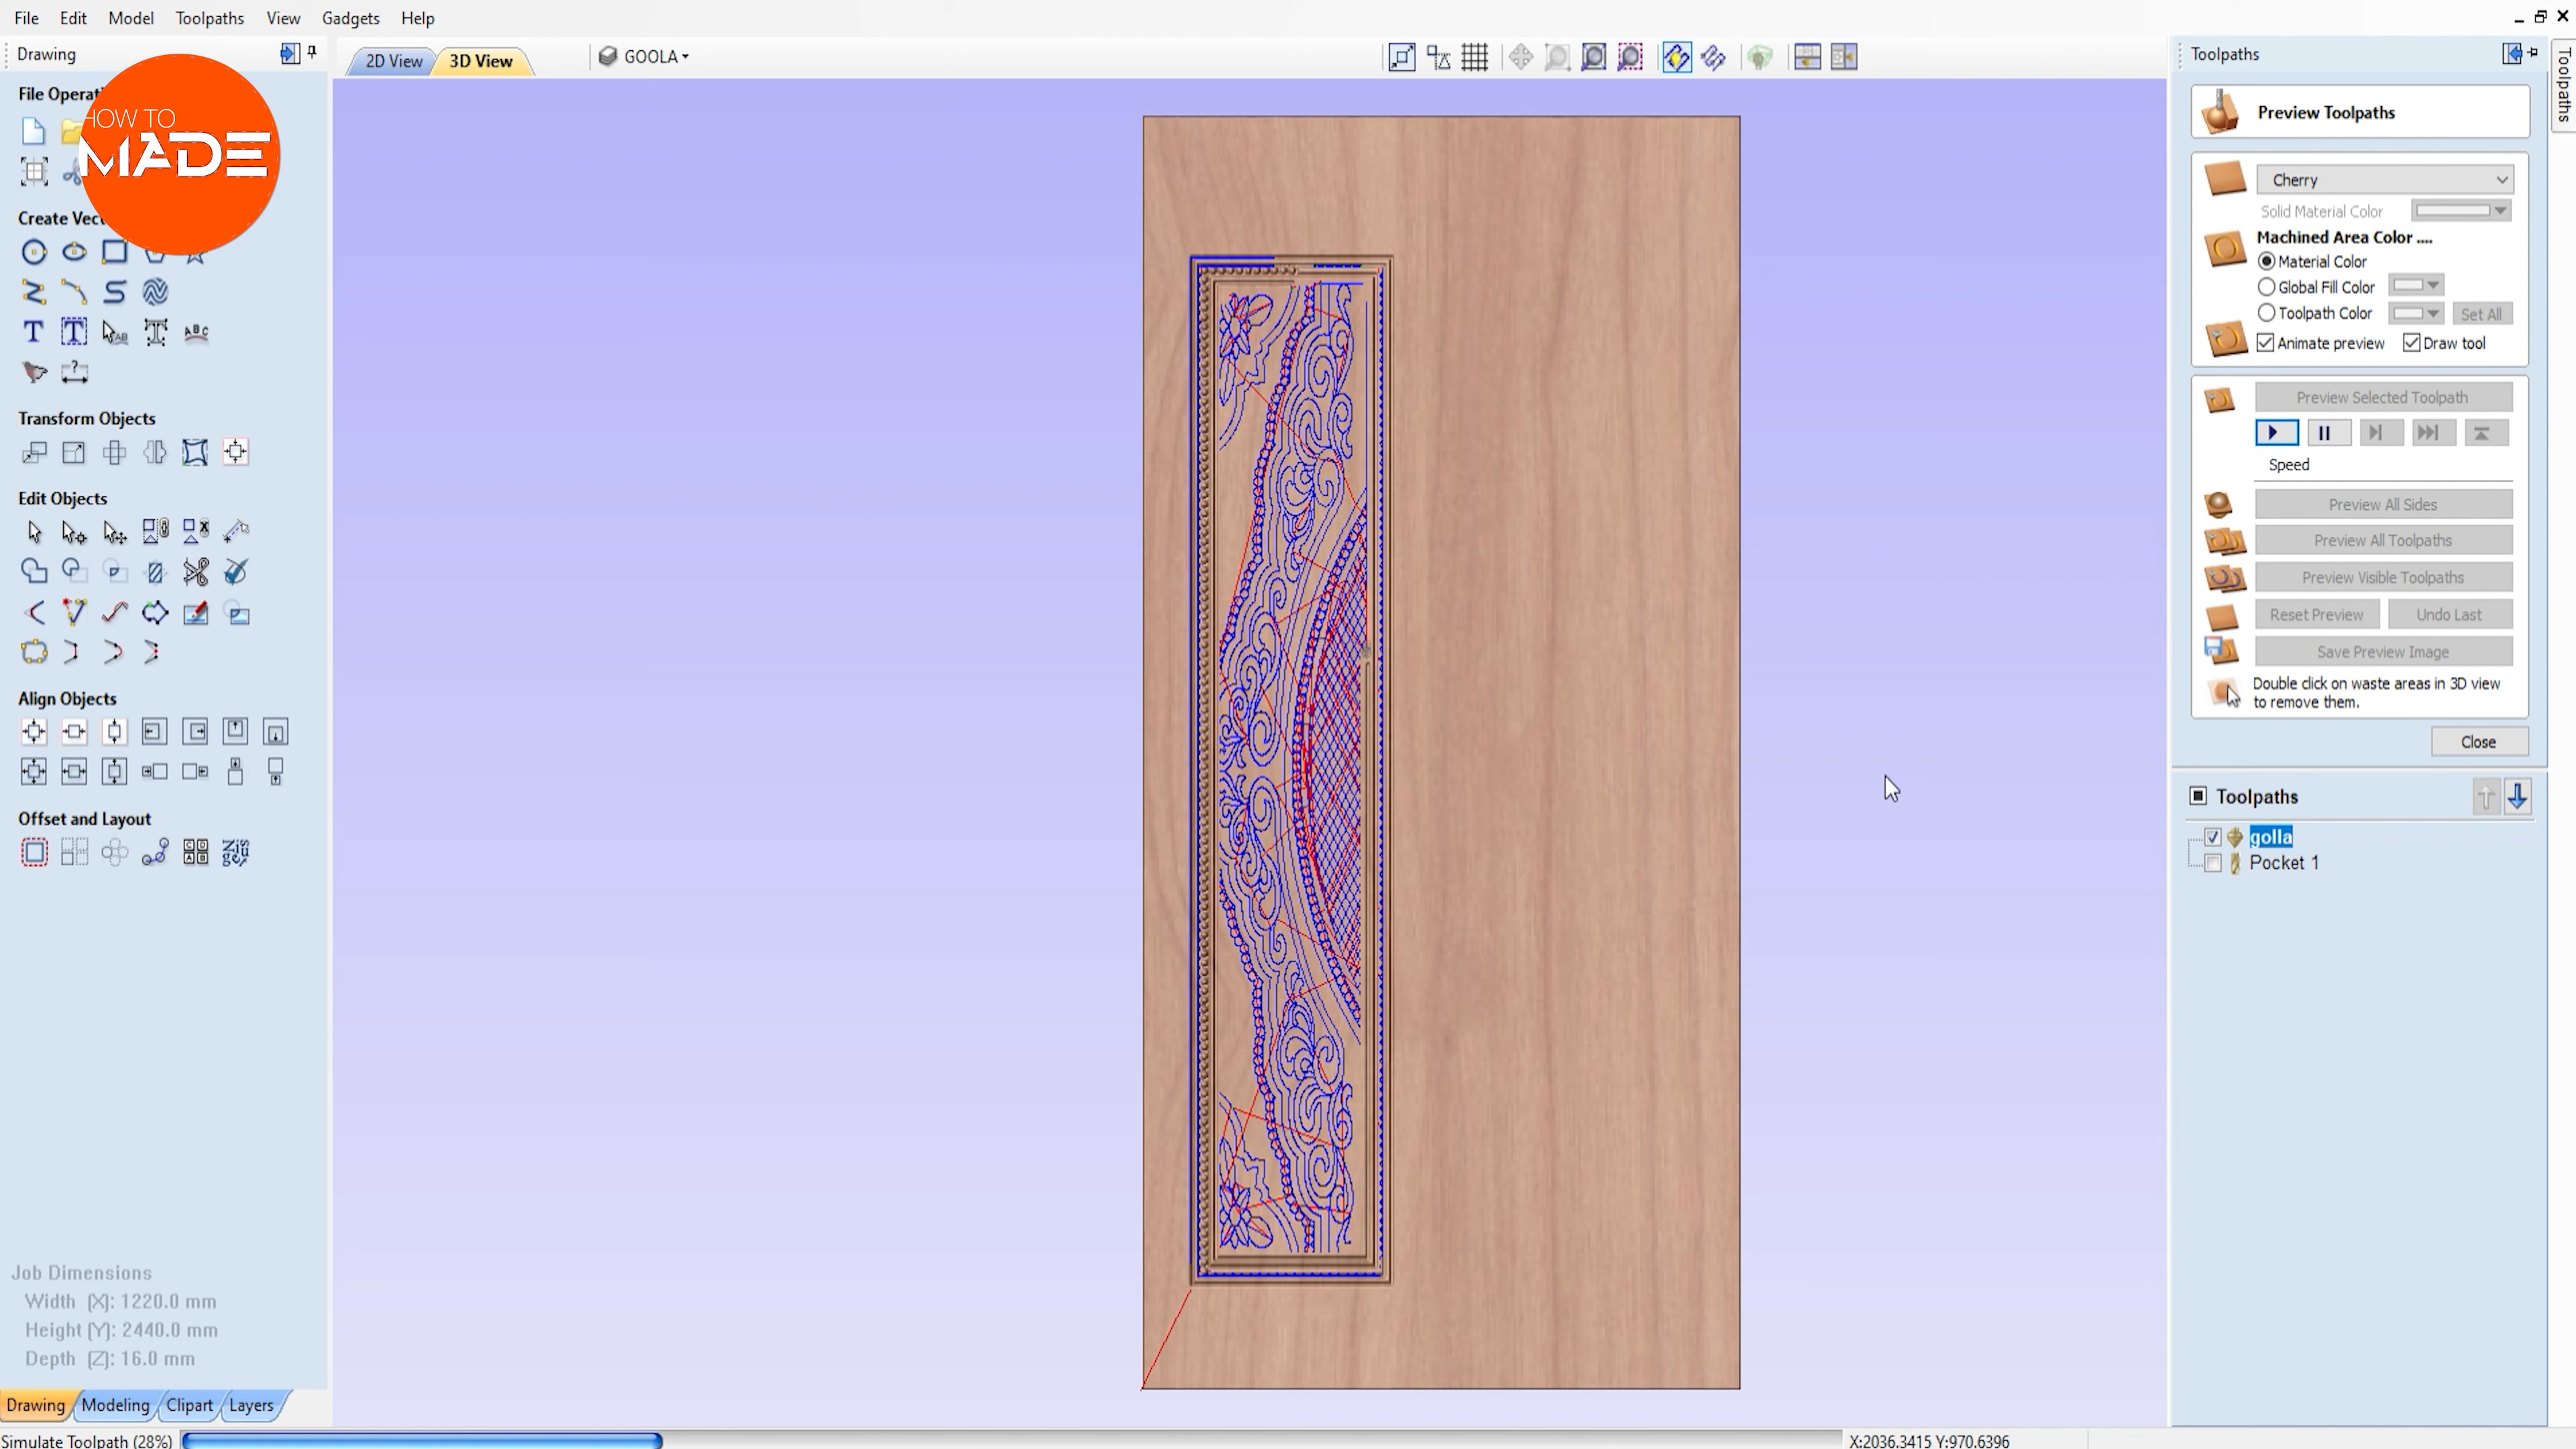 File Edit Model Toolpaths View Gadgets Help
Drawing
2D View 3D View GOOLA
Toolpaths
Toolpaths
HOW TO
MADE
File Operati
Create Vect
Transform Objects
Edit Objects
Align Objects
Offset and Layout
Job Dimensions
Width (X): 1220.0 mm
Height (Y): 2440.0 mm
Depth (Z): 16.0 mm
Drawing Modeling Clipart Layers
Simulate Toolpath (28%)
X:2036.3415 Y:970.6396
Preview Toolpaths
Cherry
Solid Material Color
Machined Area Color ....
Material Color
Global Fill Color
Toolpath Color Set All
Animate preview Draw tool
Preview Selected Toolpath
Speed
Preview All Sides
Preview All Toolpaths
Preview Visible Toolpaths
Reset Preview Undo Last
Save Preview Image
Double click on waste areas in 3D view
to remove them.
Close
Toolpaths
golla
Pocket 1